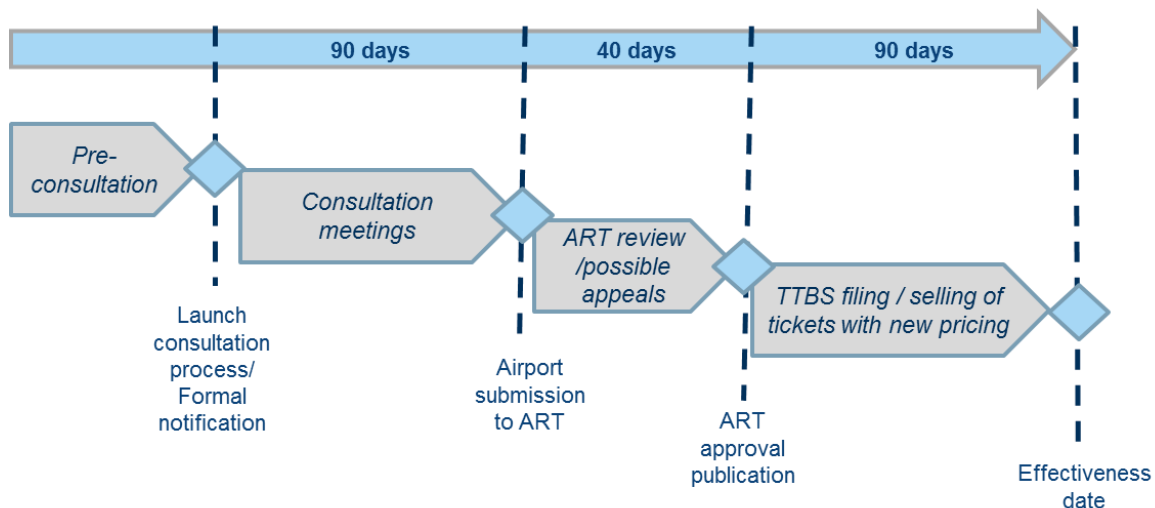 90 days
40 days
90 days
Pre-
consultation
Consultation
meetings
ART review
/possible
appeals
TTBS filing / selling of
tickets with new pricing
Launch
consultation
process/
Formal
notification
Airport
submission
to ART
ART
approval
publication
Effectiveness
date